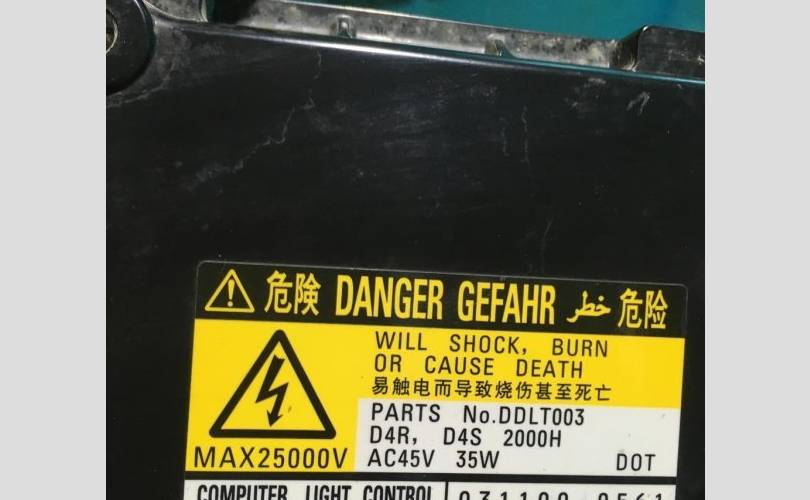 危険 DANGER GEFAHR خطر 危险
WILL SHOCK, BURN
OR CAUSE DEATH
易触电而导致烧伤甚至死亡
MAX25000V
PARTS No.DDLT003
D4R, D4S 2000H
AC45V 35W DOT
COMPUTER LIGHT CONTROL